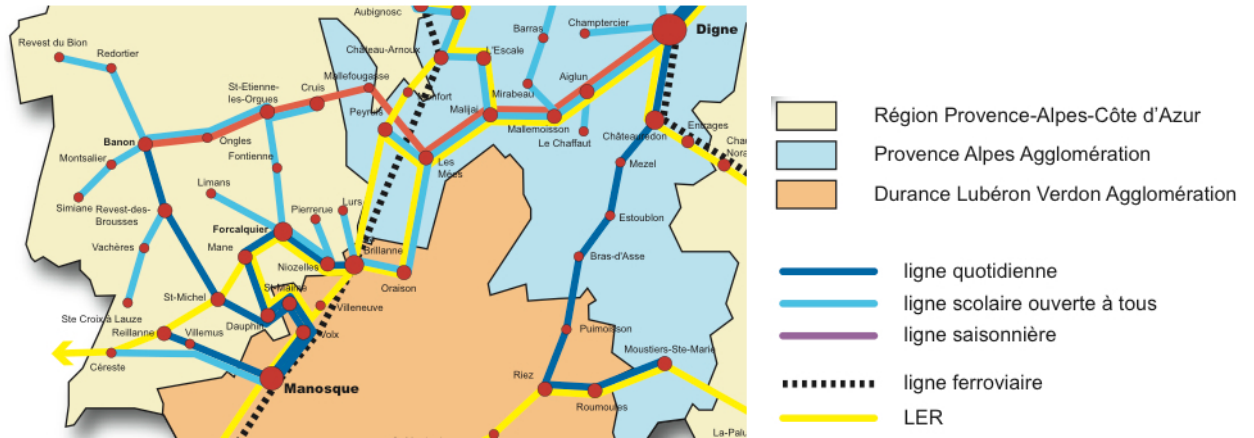 Aubignosc
Champtercier
Barras
Digne
Revest du Bion
Redortier
Château-Arnoux
L'Escale
Mallefougasse
Aiglun
St-Etienne-
les-Orgues
Cruis
Mirabeau
Peyruis
Malijai
Mallemoisson
Banon
Ongles
Le Chaffaut
Châteauredon
Entrages
Montsalier
Fontienne
Les
Mées
Mezel
Limans
Simiane
Revest-des-
Brousses
Pierrerue
Lurs
Estoublon
Forcalquier
Vachères
Mane
Brillanne
Bras-d'Asse
Niozelles
Oraison
St-Maime
St-Michel
Villeneuve
Ste Croix à Lauze
Dauphin
Reillanne
Villemus
Volx
Puimoisson
Moustiers-Ste-Marie
Céreste
Manosque
Riez
Roumoules
La-Palu
Région Provence-Alpes-Côte d'Azur
Provence Alpes Agglomération
Durance Lubéron Verdon Agglomération
ligne quotidienne
ligne scolaire ouverte à tous
ligne saisonnière
ligne ferroviaire
LER